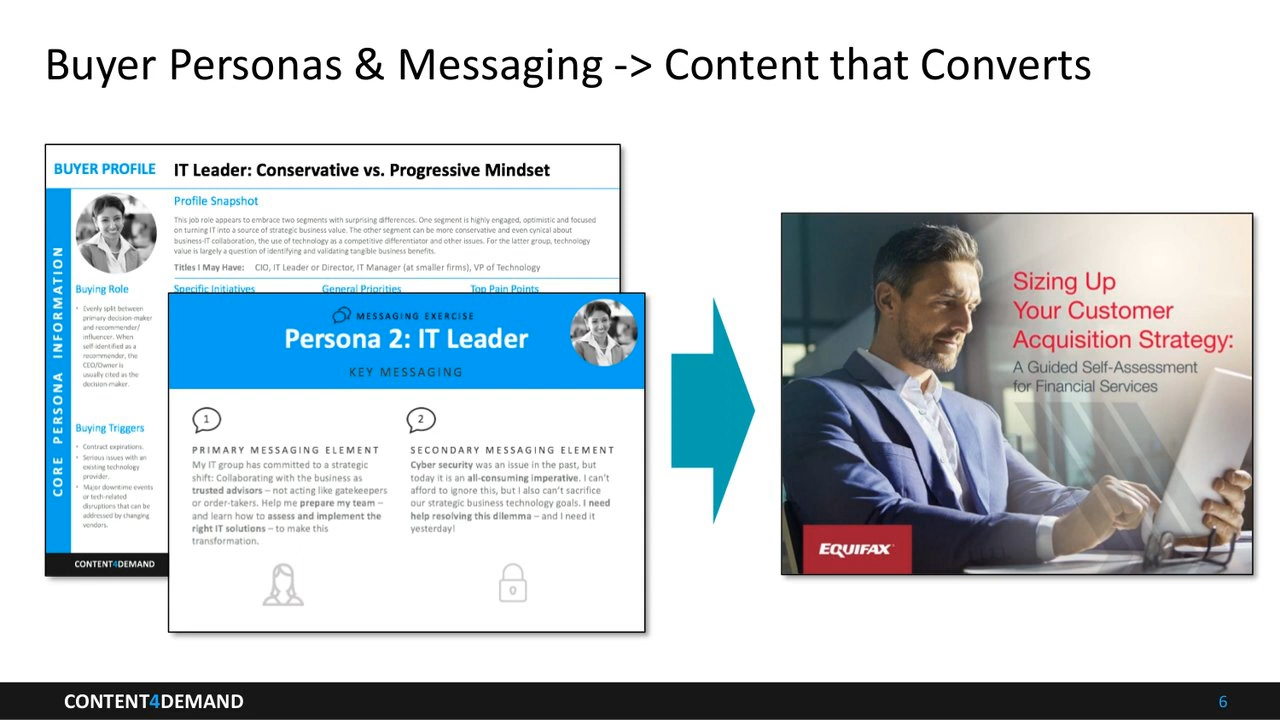 Buyer Personas & Messaging -> Content that Converts
BUYER PROFILE
IT Leader: Conservative vs. Progressive Mindset
CORE PERSONA INFORMATION
Profile Snapshot
This job role appears to embrace two segments with surprising differences. One segment is highly engaged, optimistic and focused
on turning IT into a source of strategic business value. The other segment can be more conservative and even cynical about
business-IT collaboration, the use of technology as a competitive differentiator and other issues. For the latter group, technology
value is largely a question of identifying and validating tangible business benefits.
Titles I May Have: CIO, IT Leader or Director, IT Manager (at smaller firms), VP of Technology
Specific Initiatives
General Priorities
Top Pain Points
Buying Role
• Evenly split between
primary decision-maker
and recommender/
influencer. When
self-identified as a
recommender, the
CEO/Owner is
usually cited as the
decision-maker.
Buying Triggers
• Contract expirations.
• Serious issues with an
existing technology
provider.
• Major downtime events
or tech-related
disruptions that can be
addressed by changing
vendors.
CONTENT4DEMAND
MESSAGING EXERCISE
Persona 2: IT Leader
KEY MESSAGING
1
PRIMARY MESSAGING ELEMENT
My IT group has committed to a strategic
shift: Collaborating with the business as
trusted advisors – not acting like gatekeepers
or order-takers. Help me prepare my team –
and learn how to assess and implement the
right IT solutions – to make this
transformation.
2
SECONDARY MESSAGING ELEMENT
Cyber security was an issue in the past, but
today it is an all-consuming imperative. I can't
afford to ignore this, but I also can't sacrifice
our strategic business technology goals. I need
help resolving this dilemma – and I need it
yesterday!
Sizing Up
Your Customer
Acquisition Strategy:
A Guided Self-Assessment
for Financial Services
EQUIFAX
CONTENT4DEMAND
6